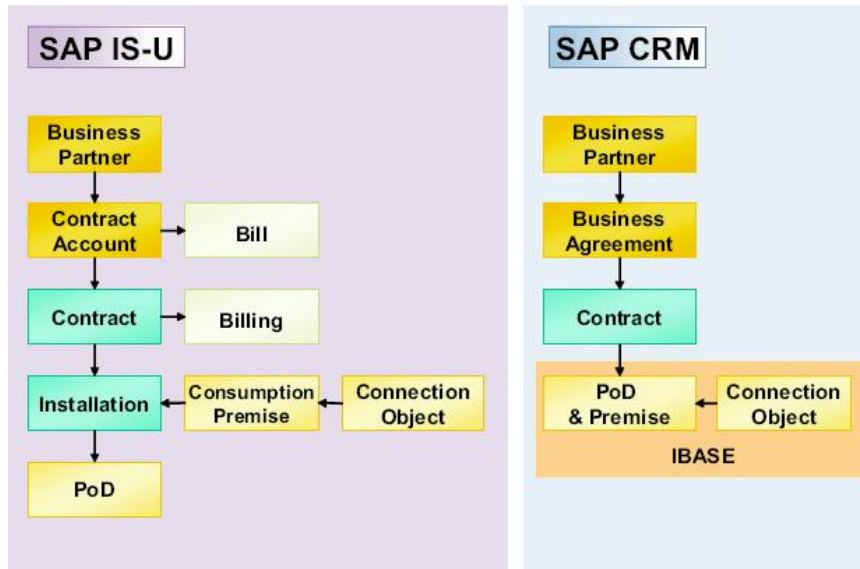 SAP IS-U
Business
Partner
Contract
Account
Bill
Contract
Billing
Installation
Consumption
Premise
Connection
Object
PoD
SAP CRM
Business
Partner
Business
Agreement
Contract
PoD
& Premise
Connection
Object
IBASE